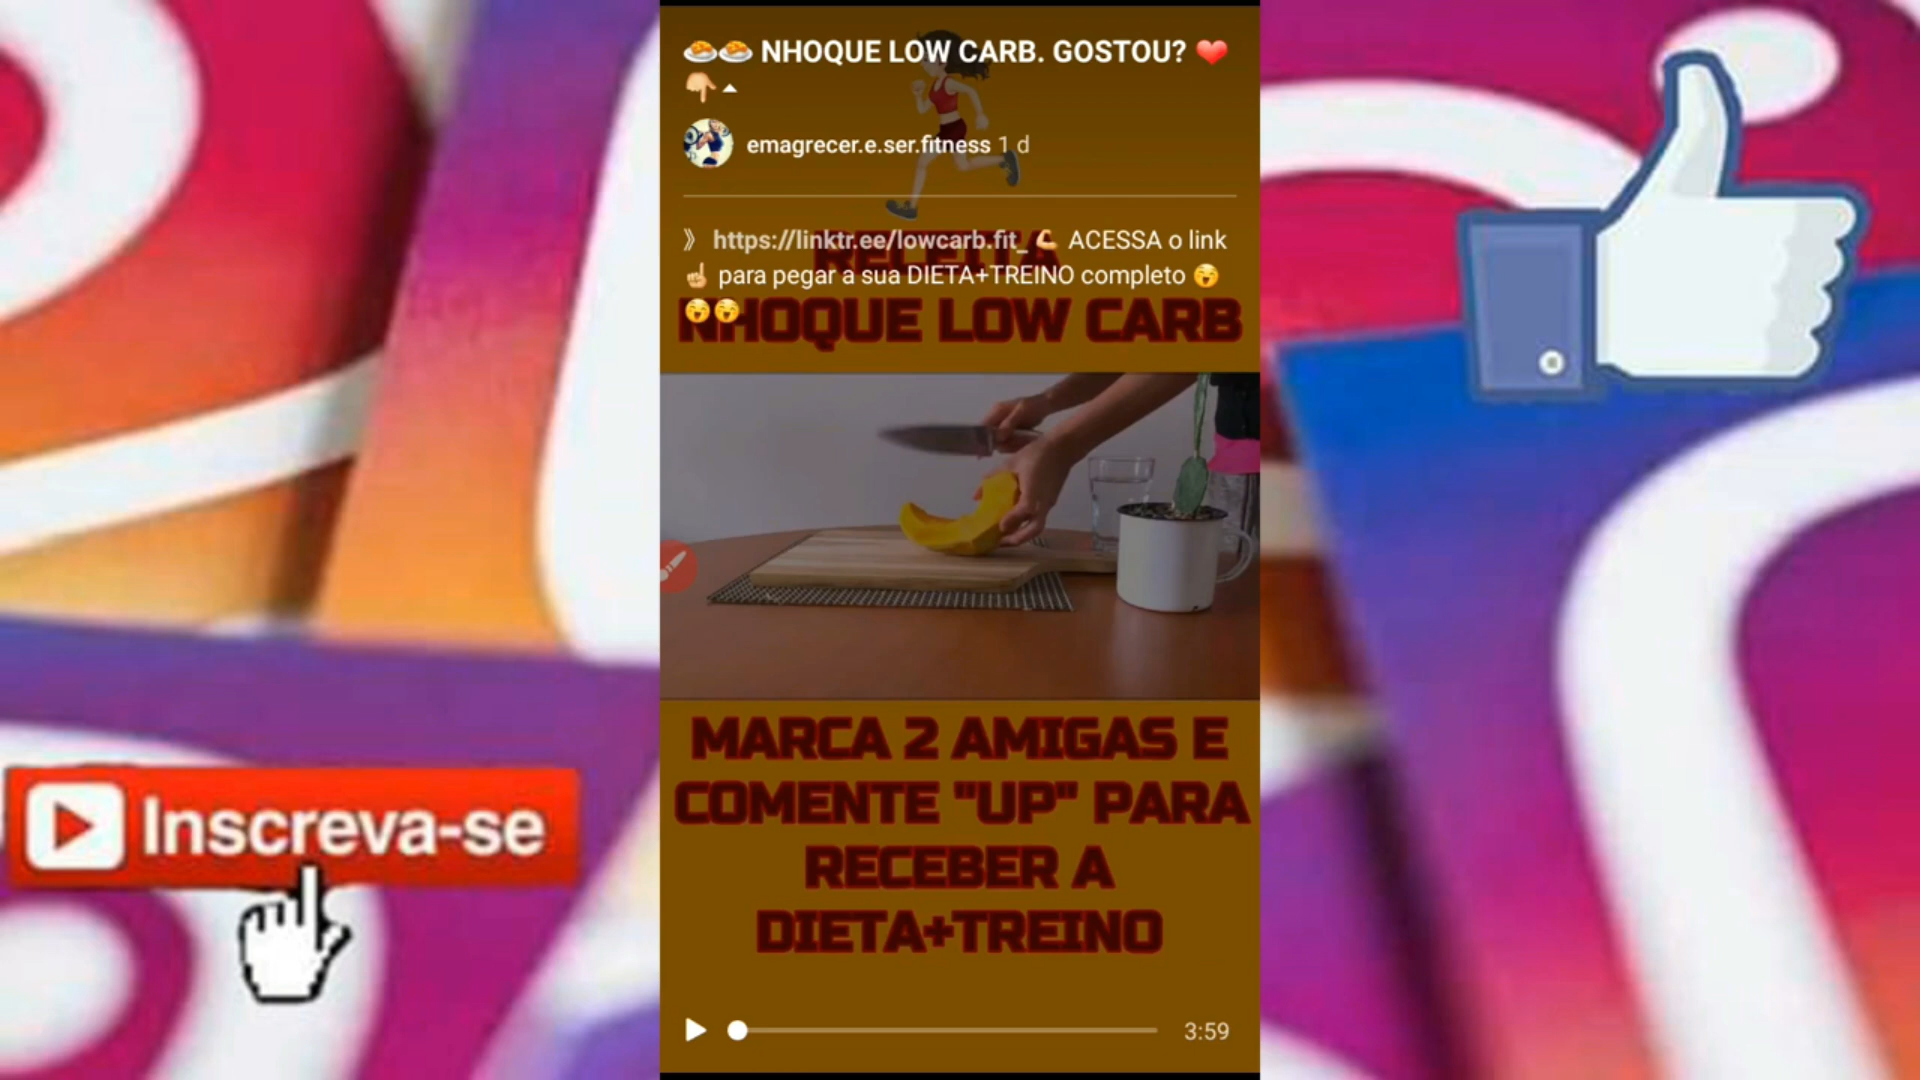 NHOQUE LOW CARB. GOSTOU?
emagrecer.e.ser.fitness 1 d
》 https://linktr.ee/lowcarb.fit_ ACESSA o link
para pegar a sua DIETA+TREINO completo
RECEITA
NHOQUE LOW CARB
MARCA 2 AMIGAS E
COMENTE "UP" PARA
RECEBER A
DIETA+TREINO
3:59
Inscreva-se